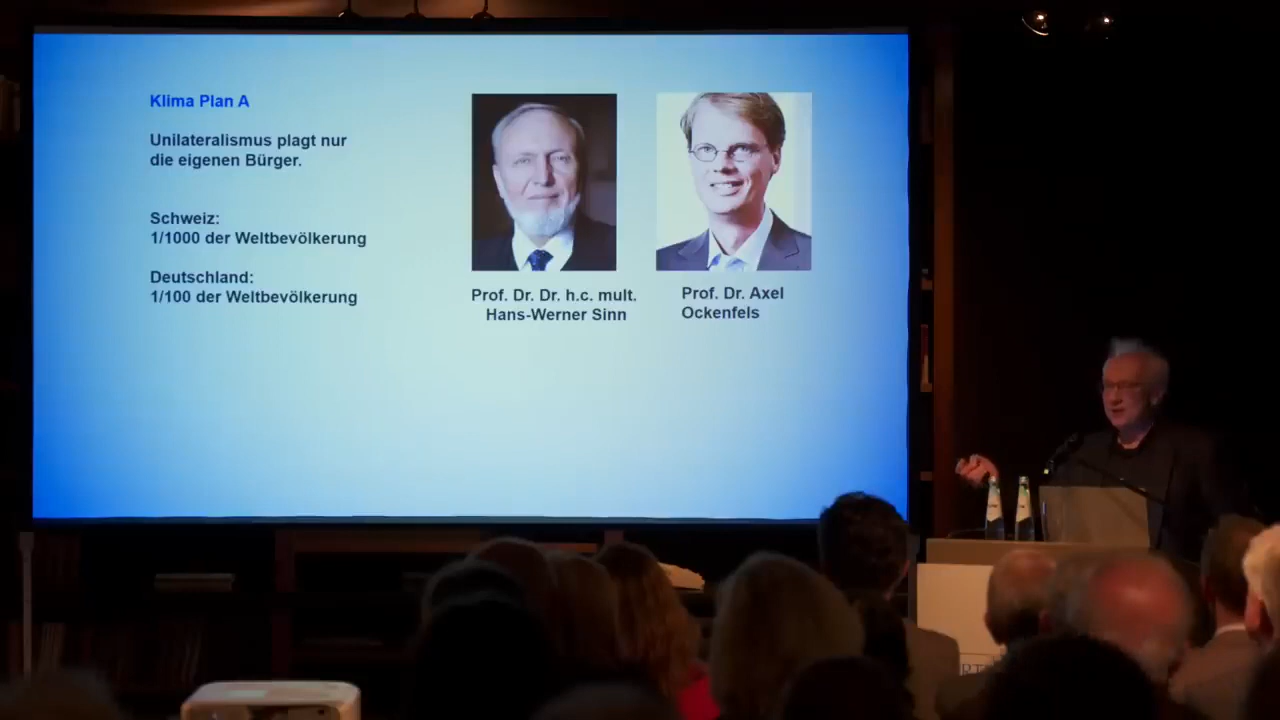 Klima Plan A
Unilateralismus plagt nur
die eigenen Bürger.
Schweiz:
1/1000 der Weltbevölkerung
Deutschland:
1/100 der Weltbevölkerung
Prof. Dr. Dr. h.c. mult.
Hans-Werner Sinn
Prof. Dr. Axel
Ockenfels